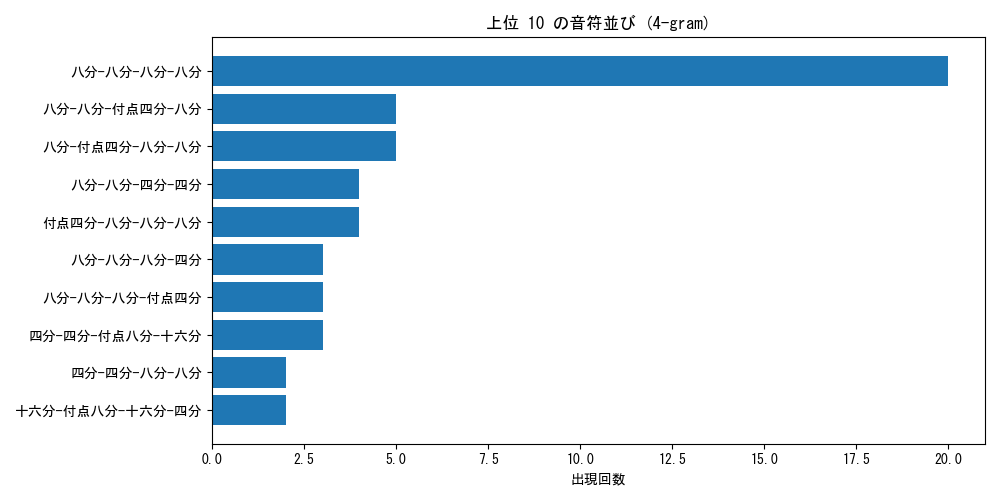 上位 10 の音符並び (4-gram)
八分-八分-八分-八分
八分-八分-付点四分-八分
八分-付点四分-八分-八分
八分-八分-四分-四分
付点四分-八分-八分-八分
八分-八分-八分-四分
八分-八分-八分-付点四分
四分-四分-付点八分-十六分
四分-四分-八分-八分
十六分-付点八分-十六分-四分
0.0 2.5 5.0 7.5 10.0 12.5 15.0 17.5 20.0
出現回数